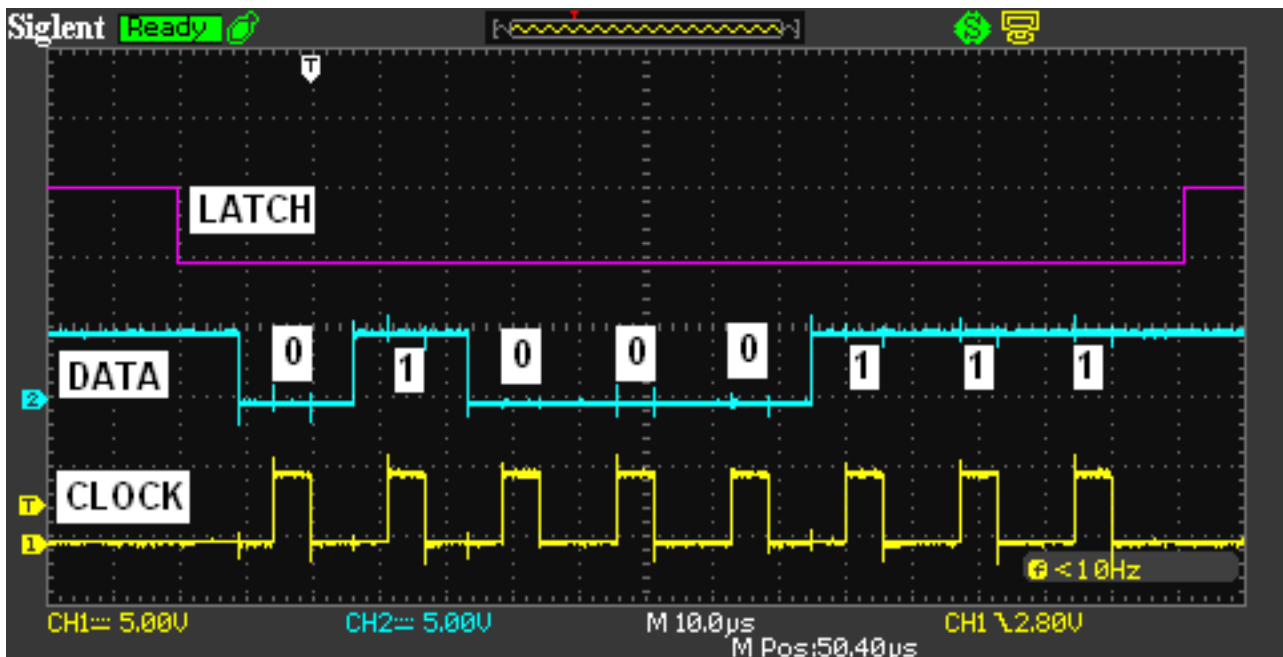 Siglent Ready
T
LATCH
0 1 0 0 0 1 1 1
DATA
2
CLOCK
T
1
f <10Hz
CH1 5.00V CH2 5.00V M 10.0µs CH1 2.80V
M Pos:50.40µs